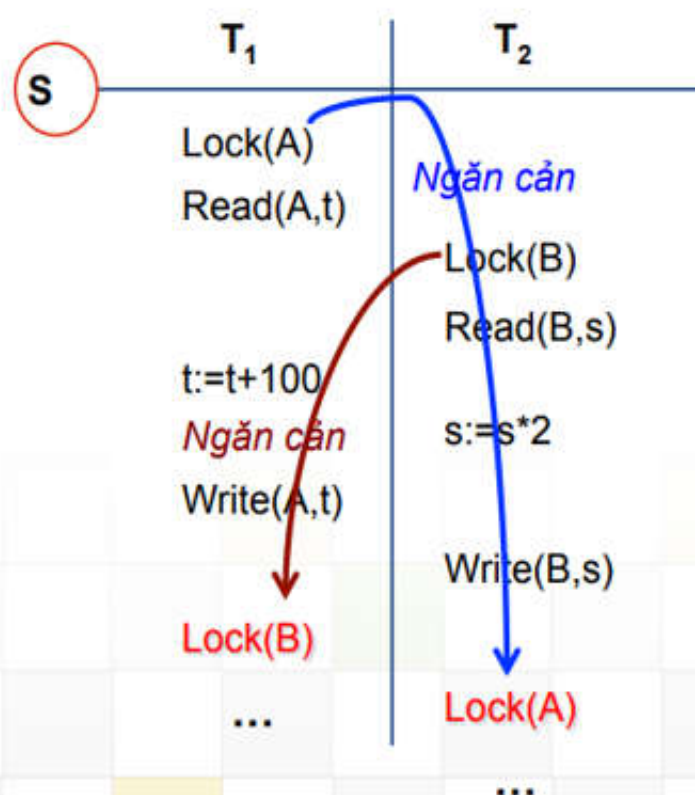 T1 T2
S
Lock(A)
Ngăn cản
Read(A,t)
Lock(B)
Read(B,s)
t:=t+100
Ngăn cản
s:=s*2
Write(A,t)
Write(B,s)
Lock(B)
Lock(A)
...
...